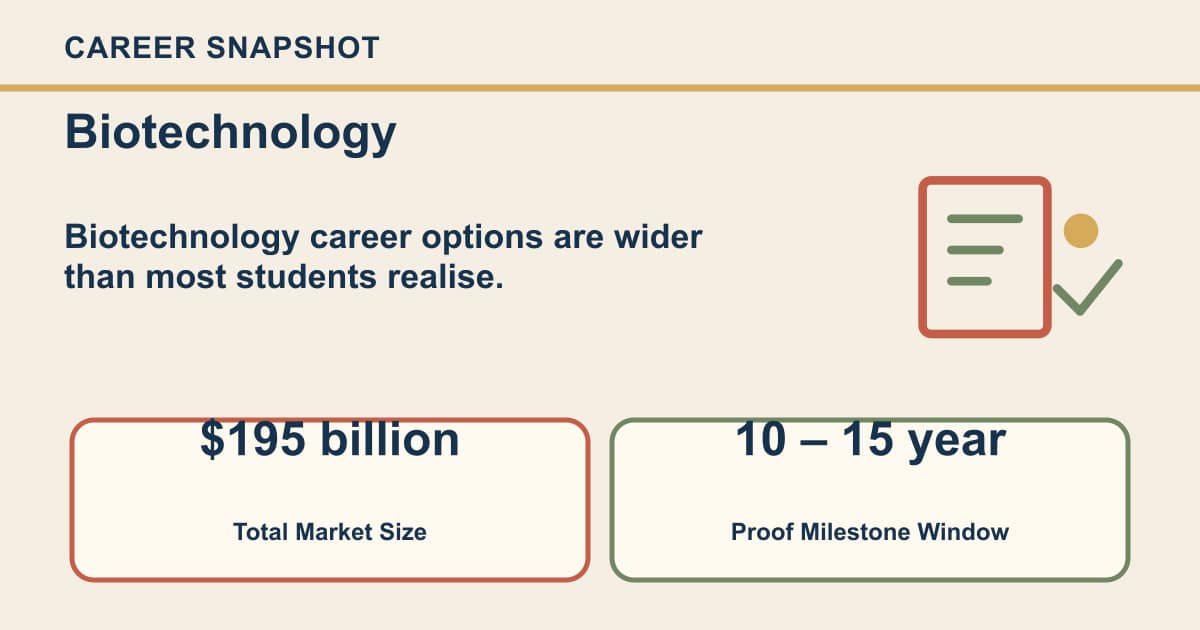 CAREER SNAPSHOT
Biotechnology
Biotechnology career options are wider
than most students realise.
$195 billion
Total Market Size
10 – 15 year
Proof Milestone Window